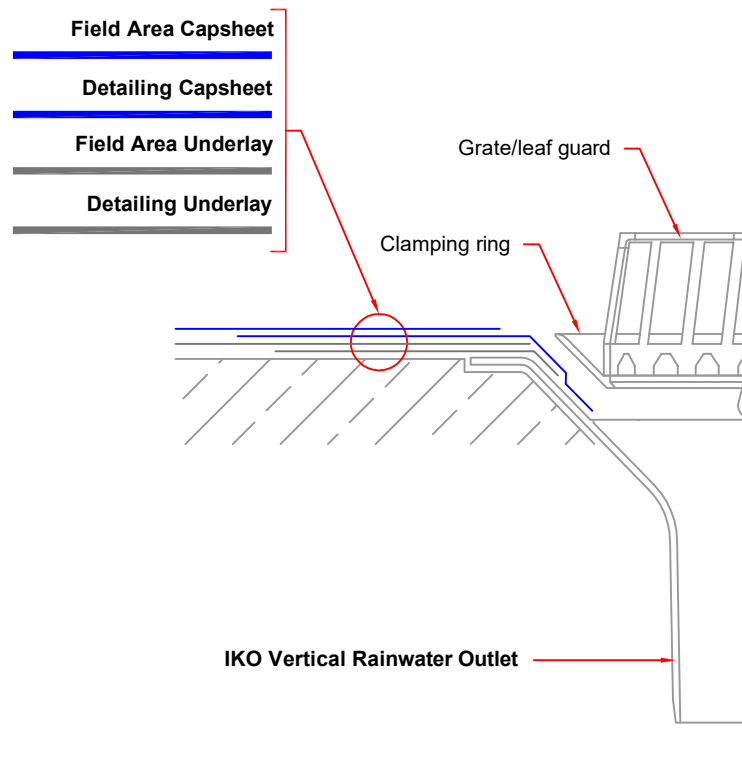 Field Area Capsheet
Detailing Capsheet
Field Area Underlay
Detailing Underlay
Grate/leaf guard
Clamping ring
IKO Vertical Rainwater Outlet